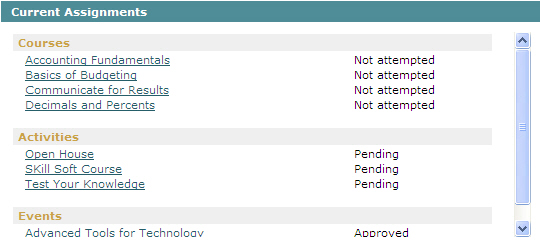 Current Assignments
Courses
Accounting Fundamentals Not attempted
Basics of Budgeting Not attempted
Communicate for Results Not attempted
Decimals and Percents Not attempted
Activities
Open House Pending
SKill Soft Course Pending
Test Your Knowledge Pending
Events
Advanced Tools for Technology Approved